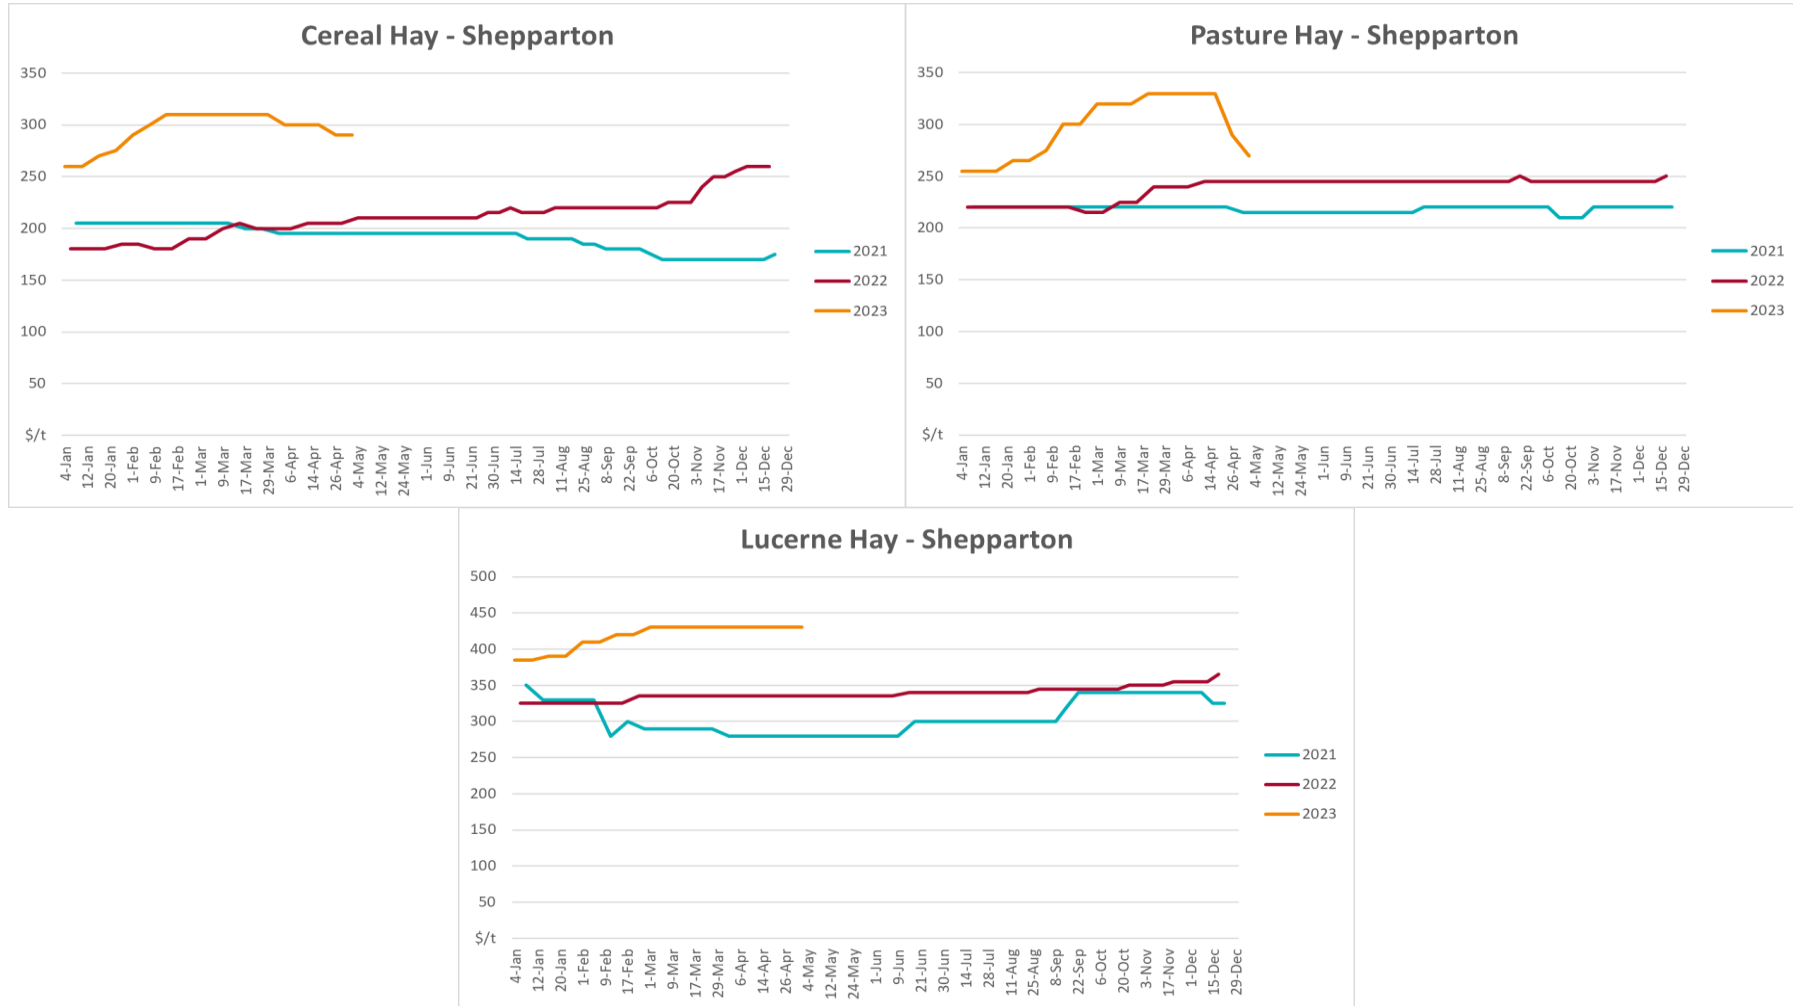 Cereal Hay - Shepparton
350
300
250
200
150
100
50
$/t
4-Jan
12-Jan
20-Jan
1-Feb
9-Feb
17-Feb
1-Mar
9-Mar
17-Mar
29-Mar
6-Apr
14-Apr
26-Apr
4-May
12-May
24-May
1-Jun
9-Jun
21-Jun
30-Jun
14-Jul
28-Jul
11-Aug
25-Aug
8-Sep
22-Sep
6-Oct
20-Oct
3-Nov
17-Nov
1-Dec
15-Dec
29-Dec
2021
2022
2023
Pasture Hay - Shepparton
350
300
250
200
150
100
50
$/t
4-Jan
12-Jan
20-Jan
1-Feb
9-Feb
17-Feb
1-Mar
9-Mar
17-Mar
29-Mar
6-Apr
14-Apr
26-Apr
4-May
12-May
24-May
1-Jun
9-Jun
21-Jun
30-Jun
14-Jul
28-Jul
11-Aug
25-Aug
8-Sep
22-Sep
6-Oct
20-Oct
3-Nov
17-Nov
1-Dec
15-Dec
29-Dec
2021
2022
2023
Lucerne Hay - Shepparton
500
450
400
350
300
250
200
150
100
50
$/t
4-Jan
12-Jan
20-Jan
1-Feb
9-Feb
17-Feb
1-Mar
9-Mar
17-Mar
29-Mar
6-Apr
14-Apr
26-Apr
4-May
12-May
24-May
1-Jun
9-Jun
21-Jun
30-Jun
14-Jul
28-Jul
11-Aug
25-Aug
8-Sep
22-Sep
6-Oct
20-Oct
3-Nov
17-Nov
1-Dec
15-Dec
29-Dec
2021
2022
2023